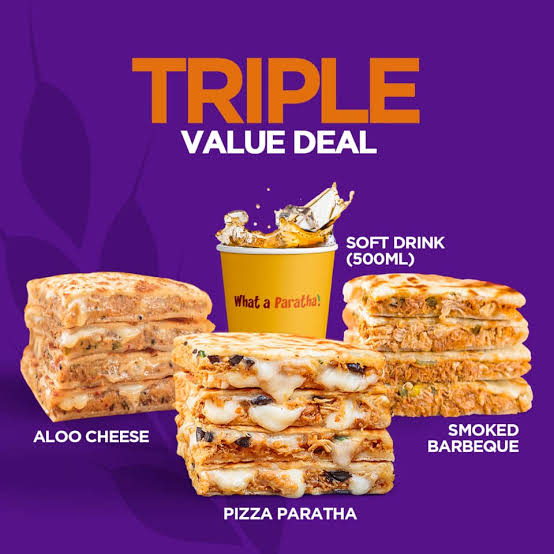 TRIPLE
VALUE DEAL
SOFT DRINK
(500ML)
What a Paratha!
ALOO CHEESE
SMOKED
BARBEQUE
PIZZA PARATHA